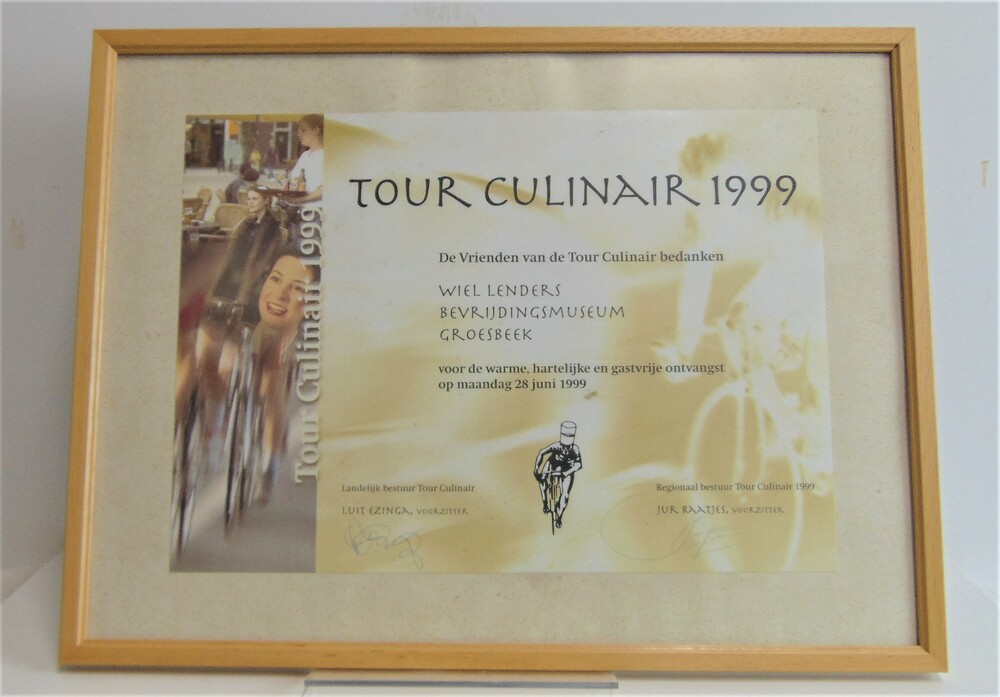 Tour Culinair 1999
TOUR CULINAIR 1999
De Vrienden van de Tour Culinair bedanken
WIEL LENDERS
BEVRIJDINGSMUSEUM
GROESBEEK
voor de warme, hartelijke en gastvrije ontvangst
op maandag 28 juni 1999
Landelijk bestuur Tour Culinair
LUIT EZINGA, VOORZITTER
Regionaal bestuur Tour Culinair 1999
JUR BAATJES, VOORZITTER